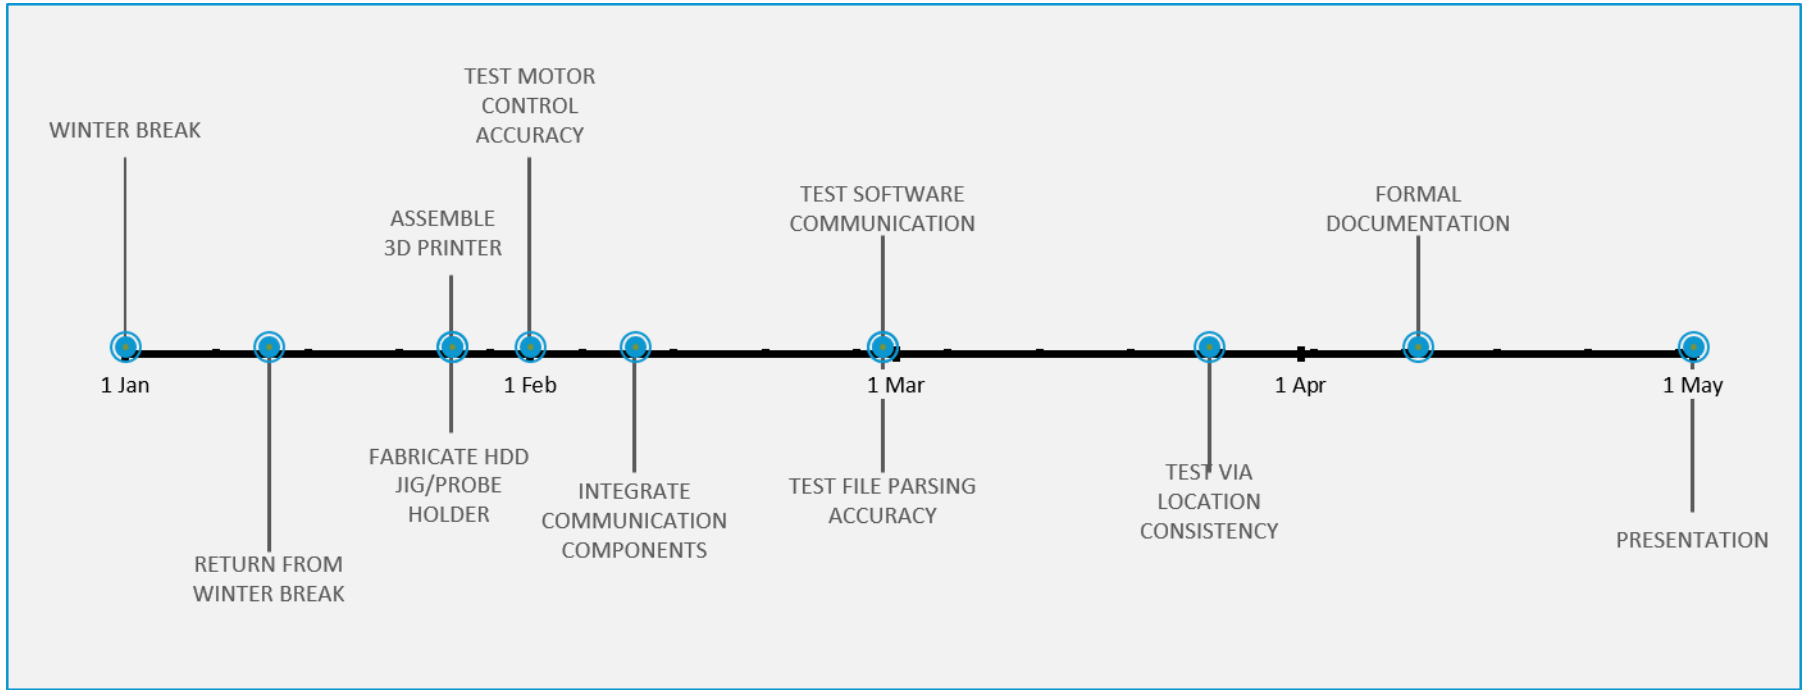 TEST MOTOR
CONTROL
ACCURACY
WINTER BREAK
TEST SOFTWARE
COMMUNICATION
FORMAL
DOCUMENTATION
ASSEMBLE
3D PRINTER
1 Jan
1 Feb
1 Mar
1 Apr
1 May
FABRICATE HDD
JIG/PROBE
HOLDER
TEST VIA
LOCATION
CONSISTENCY
TEST FILE PARSING
ACCURACY
INTEGRATE
COMMUNICATION
COMPONENTS
PRESENTATION
RETURN FROM
WINTER BREAK